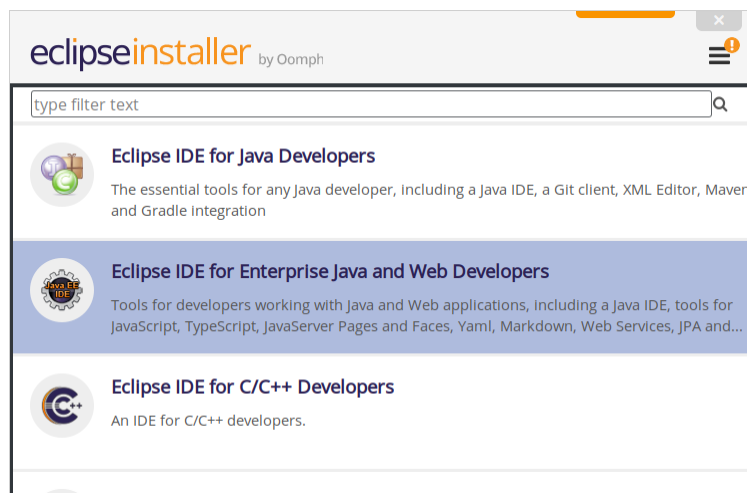 eclipseinstaller by Oomph
type filter text
Eclipse IDE for Java Developers
The essential tools for any Java developer, including a Java IDE, a Git client, XML Editor, Maven
and Gradle integration
Java EE
IDE
Eclipse IDE for Enterprise Java and Web Developers
Tools for developers working with Java and Web applications, including a Java IDE, tools for
JavaScript, TypeScript, JavaServer Pages and Faces, Yaml, Markdown, Web Services, JPA and...
C++
Eclipse IDE for C/C++ Developers
An IDE for C/C++ developers.